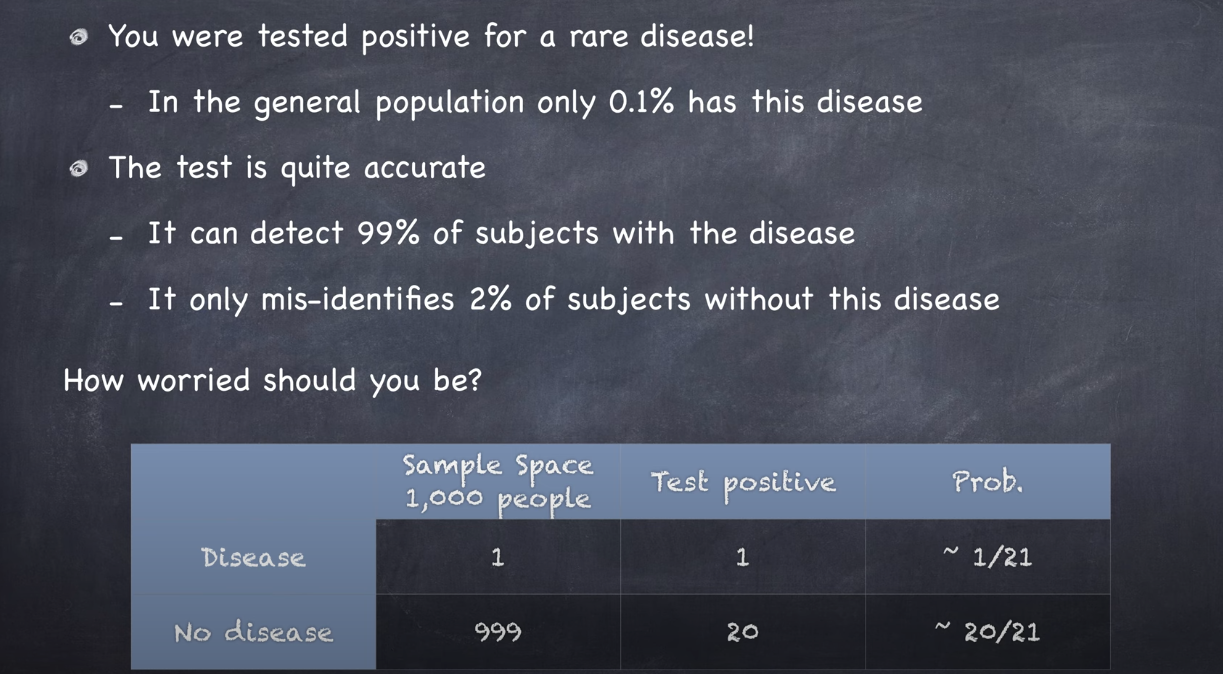 You were tested positive for a rare disease!
- In the general population only 0.1% has this disease
The test is quite accurate
- It can detect 99% of subjects with the disease
- It only mis-identifies 2% of subjects without this disease
How worried should you be?
Sample Space
1,000 people
Test positive
Prob.
Disease
1
1
~ 1/21
No disease
999
20
~ 20/21